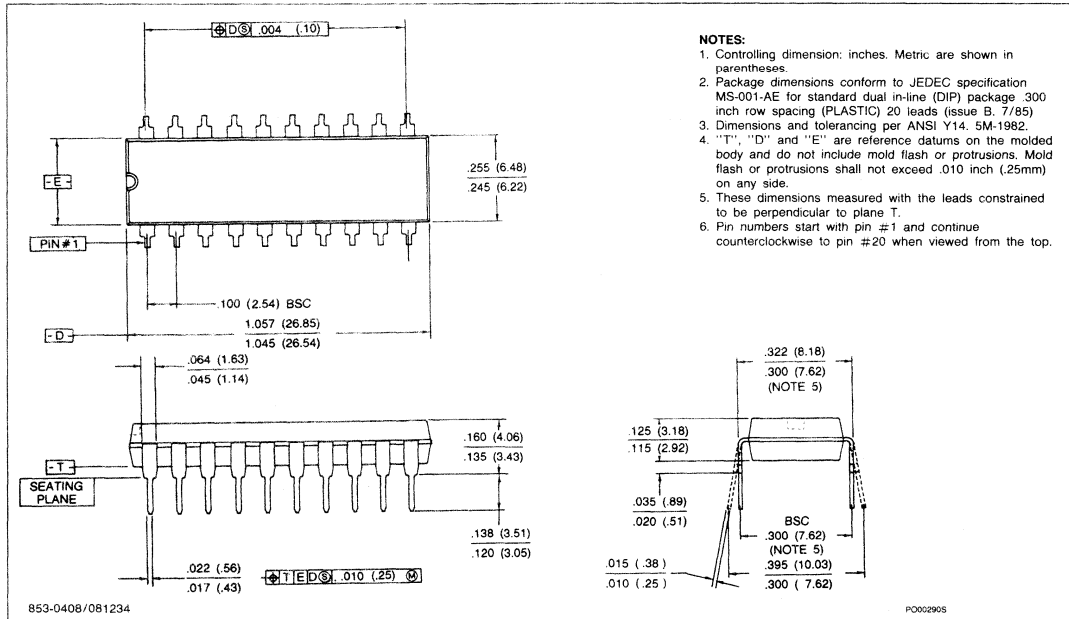 ⌖ D Ⓢ .004 (.10)
- E -
PIN #1
.255 (6.48)
.245 (6.22)
.100 (2.54) BSC
- D -
1.057 (26.85)
1.045 (26.54)
.064 (1.63)
.045 (1.14)
- T -
SEATING
PLANE
.160 (4.06)
.135 (3.43)
.138 (3.51)
.120 (3.05)
.022 (.56)
.017 (.43)
⌖ T E D Ⓢ .010 (.25) Ⓜ
853-0408/081234
NOTES:
1. Controlling dimension: inches. Metric are shown in
parentheses.
2. Package dimensions conform to JEDEC specification
MS-001-AE for standard dual in-line (DIP) package .300
inch row spacing (PLASTIC) 20 leads (issue B. 7/85)
3. Dimensions and tolerancing per ANSI Y14. 5M-1982.
4. "T", "D" and "E" are reference datums on the molded
body and do not include mold flash or protrusions. Mold
flash or protrusions shall not exceed .010 inch (.25mm)
on any side.
5. These dimensions measured with the leads constrained
to be perpendicular to plane T.
6. Pin numbers start with pin #1 and continue
counterclockwise to pin #20 when viewed from the top.
.322 (8.18)
.300 (7.62)
(NOTE 5)
.125 (3.18)
.115 (2.92)
.035 (.89)
.020 (.51)
BSC
.300 (7.62)
(NOTE 5)
.395 (10.03)
.300 ( 7.62)
.015 (.38 )
.010 (.25 )
PO00290S